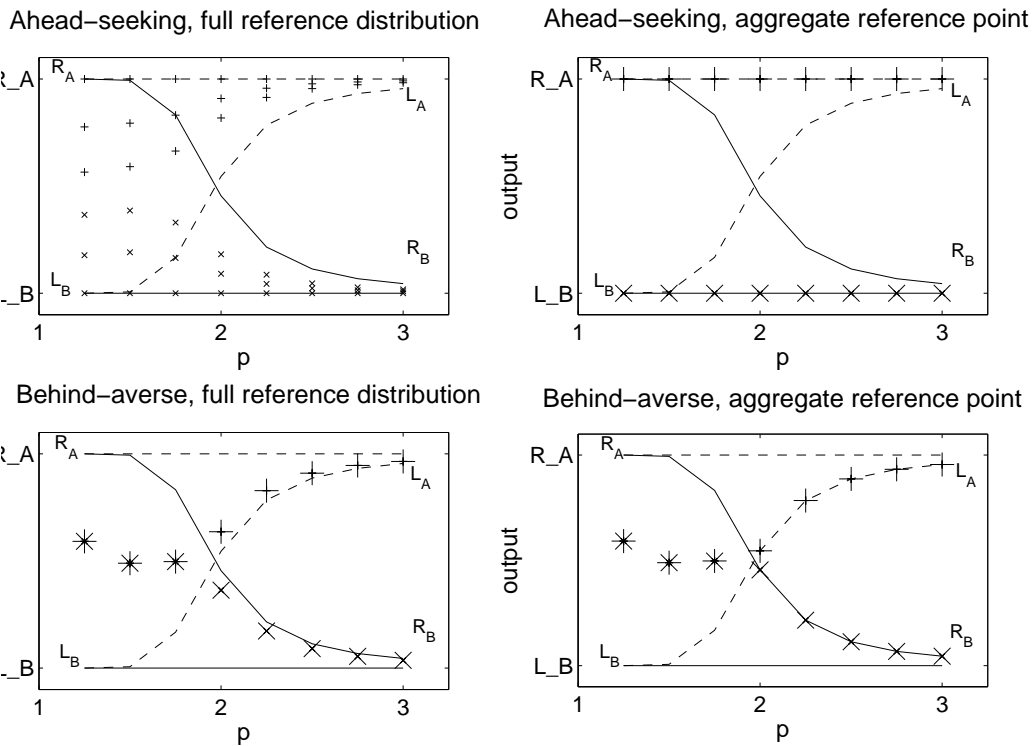 Ahead−seeking, full reference distribution
Ahead−seeking, aggregate reference point
R_A
R_A
L_A
R_B
L_B
L_B
1
2
3
p
R_A
R_A
L_A
output
R_B
L_B
L_B
1
2
3
p
Behind−averse, full reference distribution
Behind−averse, aggregate reference point
R_A
R_A
L_A
R_B
L_B
L_B
1
2
3
p
R_A
R_A
L_A
output
R_B
L_B
L_B
1
2
3
p